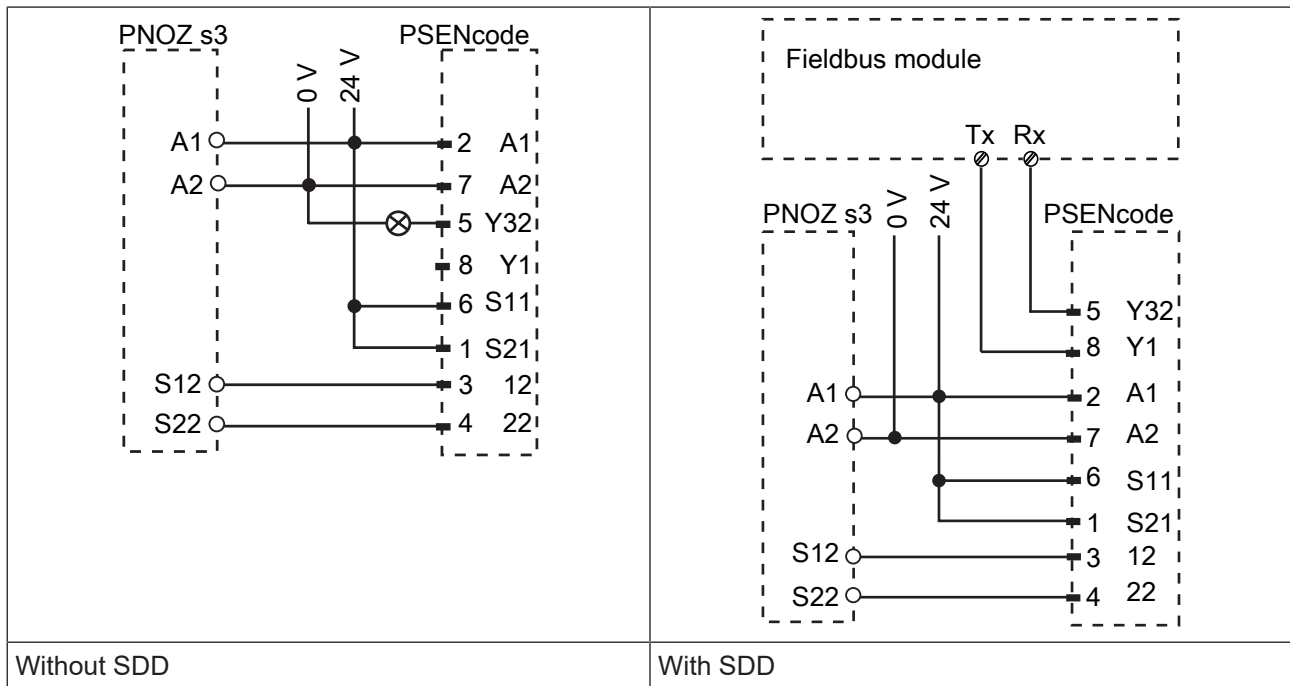 PNOZ s3
PSENcode
0 V
24 V
A1
2 A1
A2
7 A2
5 Y32
8 Y1
6 S11
1 S21
S12
3 12
S22
4 22
Without SDD
Fieldbus module
Tx Rx
PNOZ s3
0 V
24 V
PSENcode
5 Y32
8 Y1
A1
2 A1
A2
7 A2
6 S11
1 S21
S12
3 12
S22
4 22
With SDD